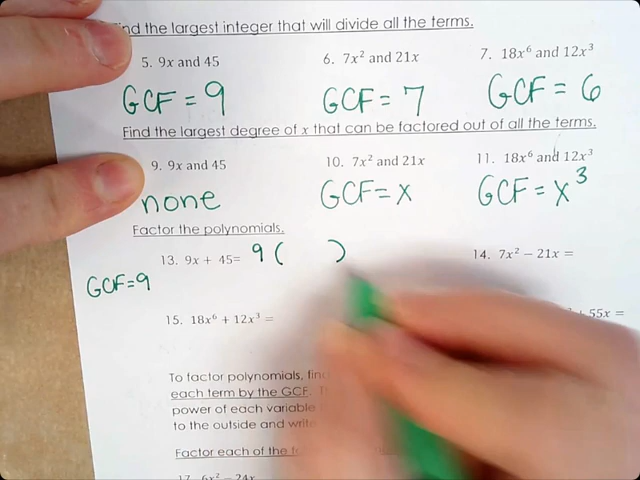 Find the largest integer that will divide all the terms.
5. 9x and 45 6. 7x² and 21x 7. 18x⁶ and 12x³
GCF = 9 GCF = 7 GCF = 6
Find the largest degree of x that can be factored out of all the terms.
9. 9x and 45 10. 7x² and 21x 11. 18x⁶ and 12x³
none GCF = x GCF = x³
Factor the polynomials.
13. 9x + 45= 9 ( ) 14. 7x² − 21x =
GCF=9
15. 18x⁶ + 12x³ = + 55x =
To factor polynomials, find
each term by the GCF.
power of each variable
to the outside and write
Factor each of the
17. 6x² − 24x